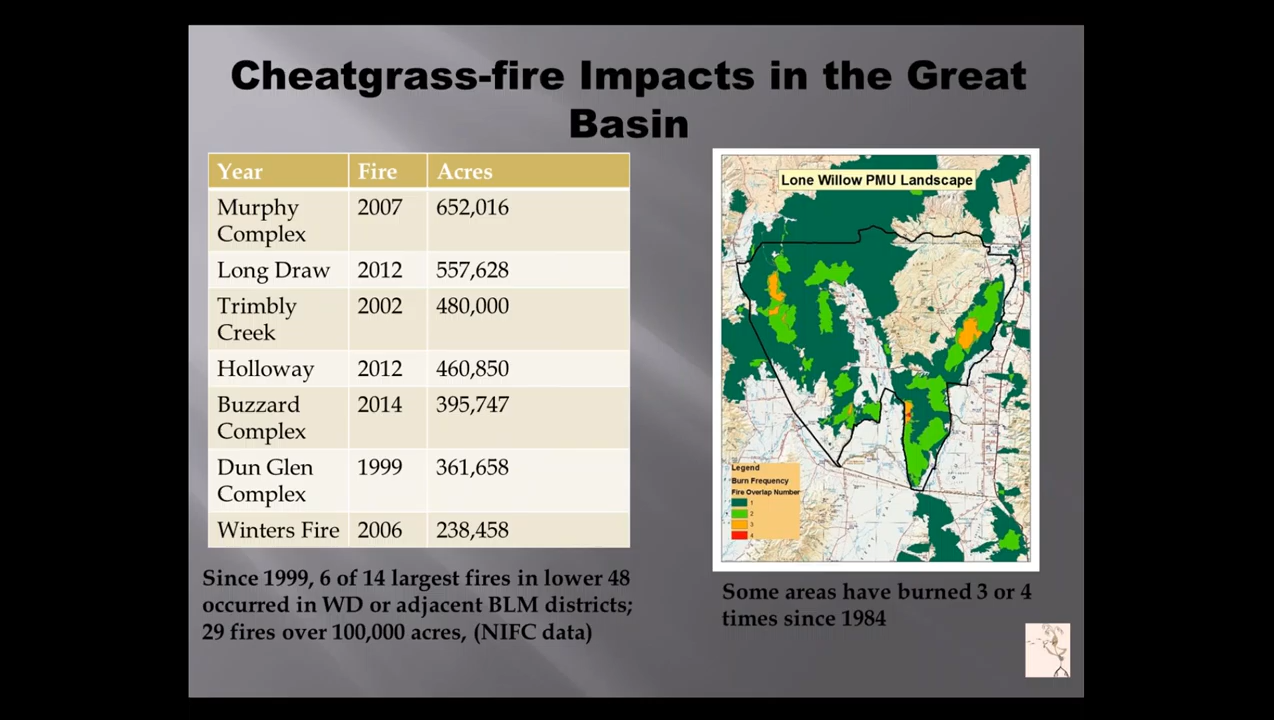 Cheatgrass-fire Impacts in the Great
Basin
Year Fire Acres
Murphy Complex 2007 652,016
Long Draw 2012 557,628
Trimbly Creek 2002 480,000
Holloway 2012 460,850
Buzzard Complex 2014 395,747
Dun Glen Complex 1999 361,658
Winters Fire 2006 238,458
Since 1999, 6 of 14 largest fires in lower 48
occurred in WD or adjacent BLM districts;
29 fires over 100,000 acres, (NIFC data)
Lone Willow PMU Landscape
Legend
Burn Frequency
Fire Overlap Number
1
2
3
4
Some areas have burned 3 or 4
times since 1984